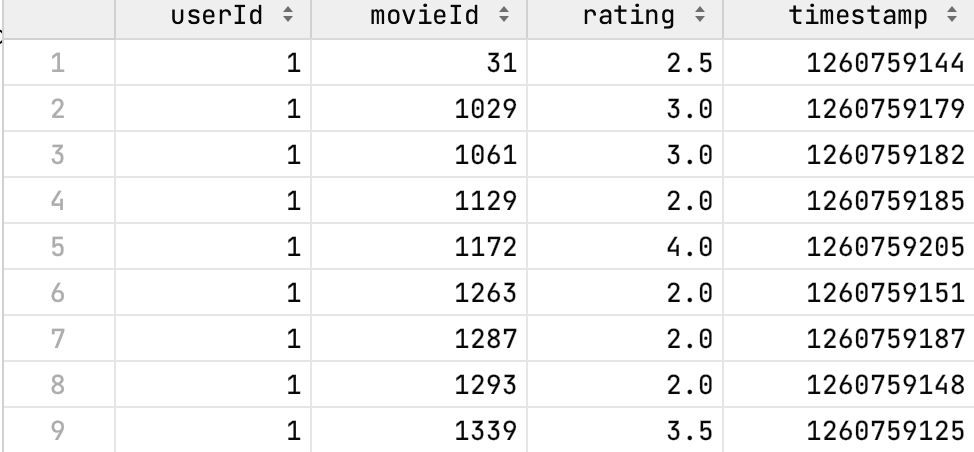 userId movieId rating timestamp
1 1 31 2.5 1260759144
2 1 1029 3.0 1260759179
3 1 1061 3.0 1260759182
4 1 1129 2.0 1260759185
5 1 1172 4.0 1260759205
6 1 1263 2.0 1260759151
7 1 1287 2.0 1260759187
8 1 1293 2.0 1260759148
9 1 1339 3.5 1260759125